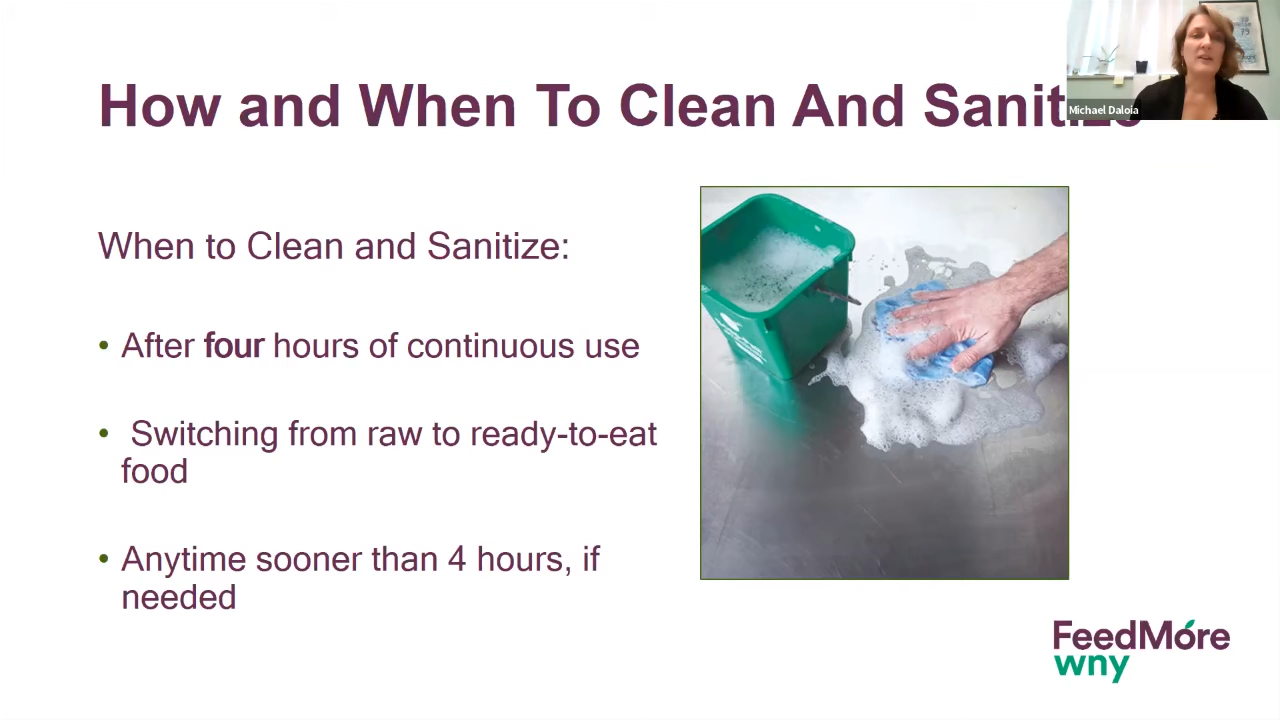 How and When To Clean And Sanitize
Michael Daloia
When to Clean and Sanitize:
• After four hours of continuous use
• Switching from raw to ready-to-eat
food
• Anytime sooner than 4 hours, if
needed
FeedMore
wny